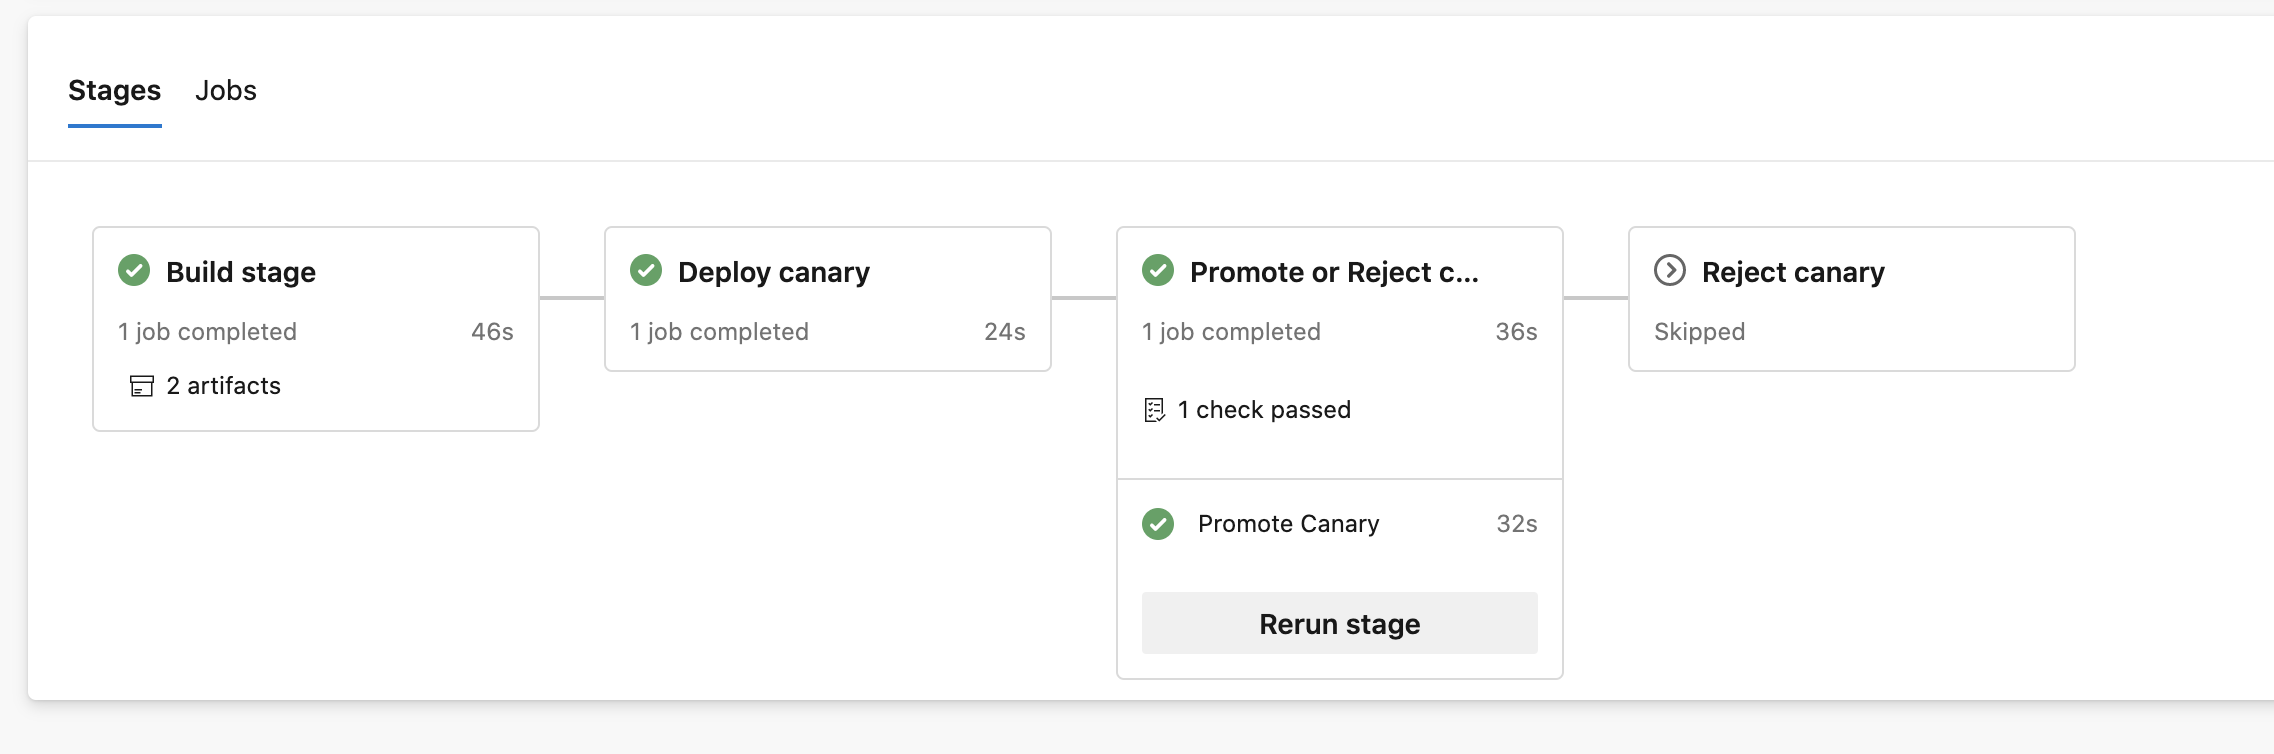 Stages Jobs
Build stage
1 job completed 46s
2 artifacts
Deploy canary
1 job completed 24s
Promote or Reject c...
1 job completed 36s
1 check passed
Promote Canary 32s
Rerun stage
Reject canary
Skipped